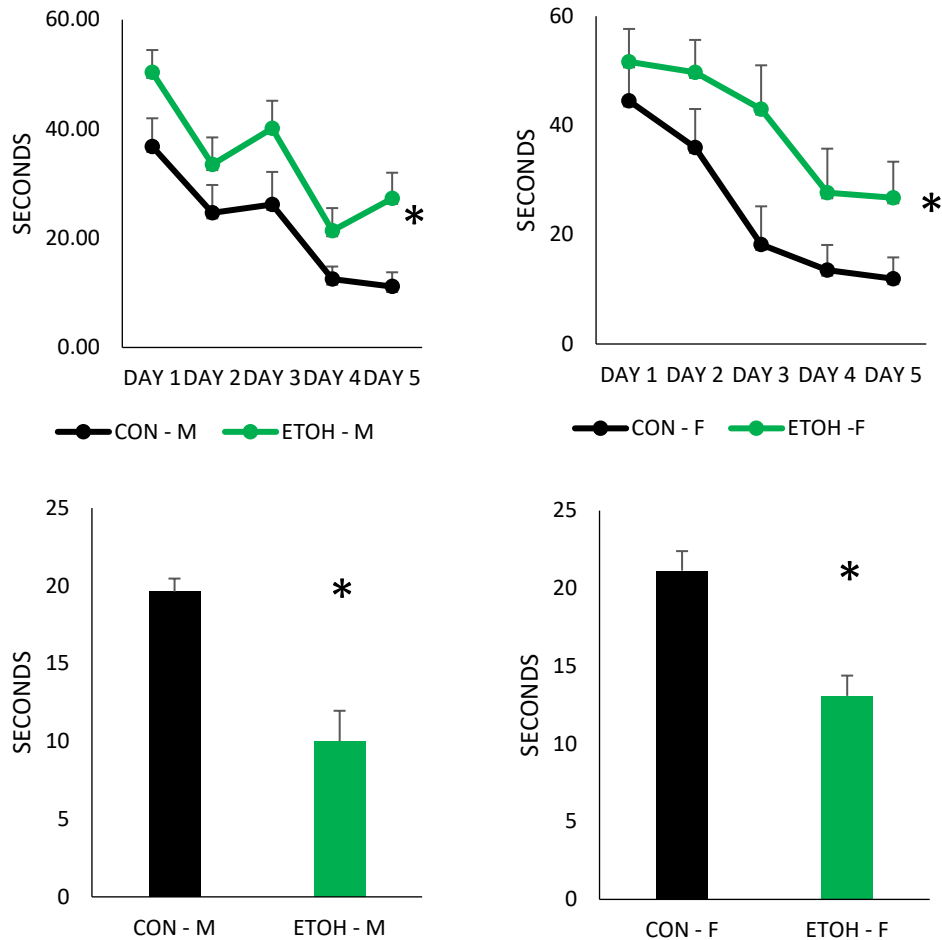 60.00
40.00
20.00
0.00
SECONDS
*
DAY 1 DAY 2 DAY 3 DAY 4 DAY 5
CON - M ETOH - M
60
40
20
0
SECONDS
*
DAY 1 DAY 2 DAY 3 DAY 4 DAY 5
CON - F ETOH -F
25
20
15
10
5
0
SECONDS
*
CON - M ETOH - M
25
20
15
10
5
0
SECONDS
*
CON - F ETOH - F